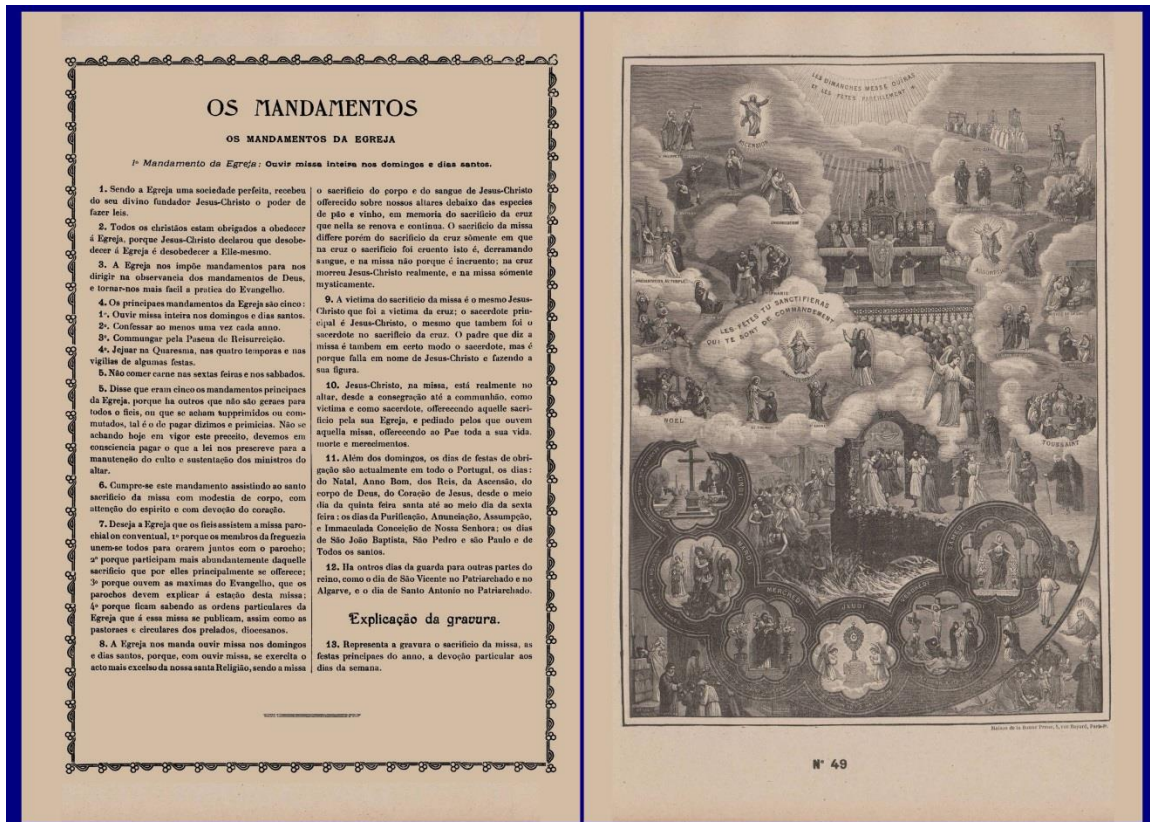 OS MANDAMENTOS
OS MANDAMENTOS DA EGREJA
1º Mandamento da Egreja: Ouvir missa inteira nos domingos e dias santos.
1. Sendo a Egreja uma sociedade perfeita, recebeu
do seu divino fundador Jesus-Christo o poder de
fazer leis.
2. Todos os christãos estam obrigados a obedecer
á Egreja, porque Jesus-Christo declarou que desobe-
decer á Egreja é desobedecer a Elle-mesmo.
3. A Egreja nos impõe mandamentos para nos
dirigir na observancia dos mandamentos de Deus,
e tornar-nos mais facil a pratica do Evangelho.
4. Os principaes mandamentos da Egreja são cinco:
1º. Ouvir missa inteira nos domingos e dias santos.
2º. Confessar ao menos uma vez cada anno.
3º. Commungar pela Pascua de Reisurreição.
4º. Jejuar na Quaresma, nas quatro temporas e nas
vigilias de algumas festas.
5. Não comer carne nas sextas feiras e nos sabbados.
5. Disse que eram cinco os mandamentos principaes
da Egreja, porque ha outros que não são geraes para
todos o fieis, ou que se acham supprimidos ou com-
mutados, tal é o de pagar dizimos e primicias. Não se
achando hoje em vigor este preceito, devemos em
consciencia pagar o que a lei nos prescreve para a
manutenção do culto e sustentação dos ministros do
altar.
6. Cumpre-se este mandamento assistindo ao santo
sacrificio da missa com modestia de corpo, com
attenção do espirito e com devoção do coração.
7. Deseja a Egreja que os fieis assistem a missa paro-
chial on conventual, 1º porque os membros da freguezia
unem-se todos para orarem juntos com o parocho;
2º porque participam mais abundantemente daquelle
sacrificio que por elles principalmente se offerece;
3º porque ouvem as maximas do Evangelho, que os
parochos devem explicar á estação desta missa;
4º porque ficam sabendo as ordens particulares da
Egreja que á essa missa se publicam, assim como as
pastoraes e circulares dos prelados, diocesanos.
8. A Egreja nos manda ouvir missa nos domingos
e dias santos, porque, com ouvir missa, se exercita o
acto mais excelso da nossa santa Religião, sendo a missa
o sacrificio do corpo e do sangue de Jesus-Christo
offerecido sobre nossos altares debaixo das especies
de pão e vinho, em memoria do sacrificio da cruz
que nella se renova e continua. O sacrificio da missa
differe porém do sacrificio da cruz sòmente em que
na cruz o sacrificio foi cruento isto é, derramando
sangue, e na missa não porque é incruento; na cruz
morreu Jesus-Christo realmente, e na missa sómente
mysticamente.
9. A victima do sacrificio da missa é o mesmo Jesus-
Christo que foi a victima da cruz; o sacerdote prin-
cipal é Jesus-Christo, o mesmo que tambem foi o
sacerdote no sacrificio da cruz. O padre que diz a
missa é tambem em certo modo o sacerdote, mas é
porque falla em nome de Jesus-Christo e fazendo a
sua figura.
10. Jesus-Christo, na missa, está realmente no
altar, desde a consegração até a communhão, como
victima e como sacerdote, offerecendo aquelle sacri-
ficio pela sua Egreja, e pedindo pelos que ouvem
aquella missa, offerecendo ao Pae toda a sua vida,
morte e merecimentos.
11. Além dos domingos, os dias de festas de obri-
gação são actualmente em todo o Portugal, os dias:
do Natal, Anno Bom, dos Reis, da Ascensão, do
corpo de Deus, do Coração de Jesus, desde o meio
dia da quinta feira santa até ao meio dia da sexta
feira; os dias da Purificação, Anunciação, Assumpção,
e Immaculada Conceição de Nossa Senhora; os dias
de São João Baptista, São Pedro e são Paulo e de
Todos os santos.
12. Ha ontros dias da guarda para outras partes do
reino, como o dia de São Vicente no Patriarchado e no
Algarve, e o dia de Santo Antonio no Patriarchado.
Explicação da gravura.
13. Representa a gravura o sacrificio da missa, as
festas principaes do anno, a devoção particular aos
dias da semana.
LES DIMANCHES MESSE OUIRAS
ET LES FÊTES PAREILLEMENT
ASCENSION
ANNONCIATION
PRESENTATION AU TEMPLE
LES FÊTES TU SANCTIFIERAS
QUI TE SONT DE COMMANDEMENT
NOEL
TOUSSAINT
LUNDI
MARDI
MERCREDI
JEUDI
Maison de la Bonne Presse, 5, rue Bayard, Paris-8º.
Nº 49